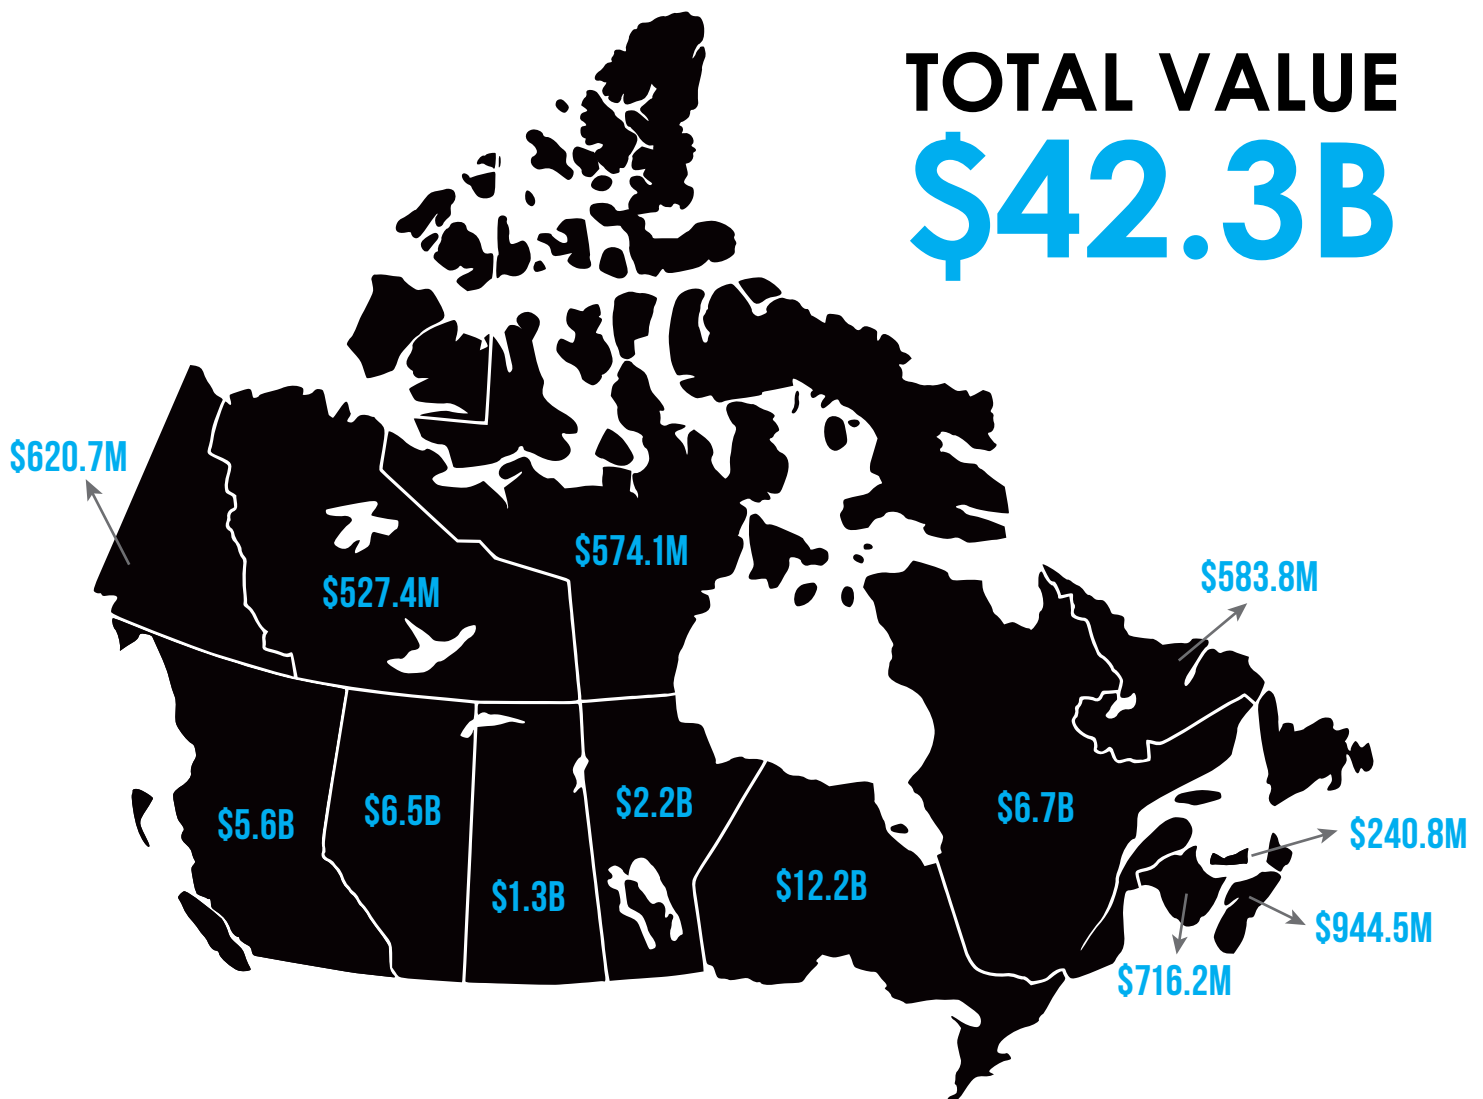 TOTAL VALUE
$42.3B
$620.7M
$527.4M
$574.1M
$583.8M
$5.6B
$6.5B
$1.3B
$2.2B
$12.2B
$6.7B
$240.8M
$944.5M
$716.2M